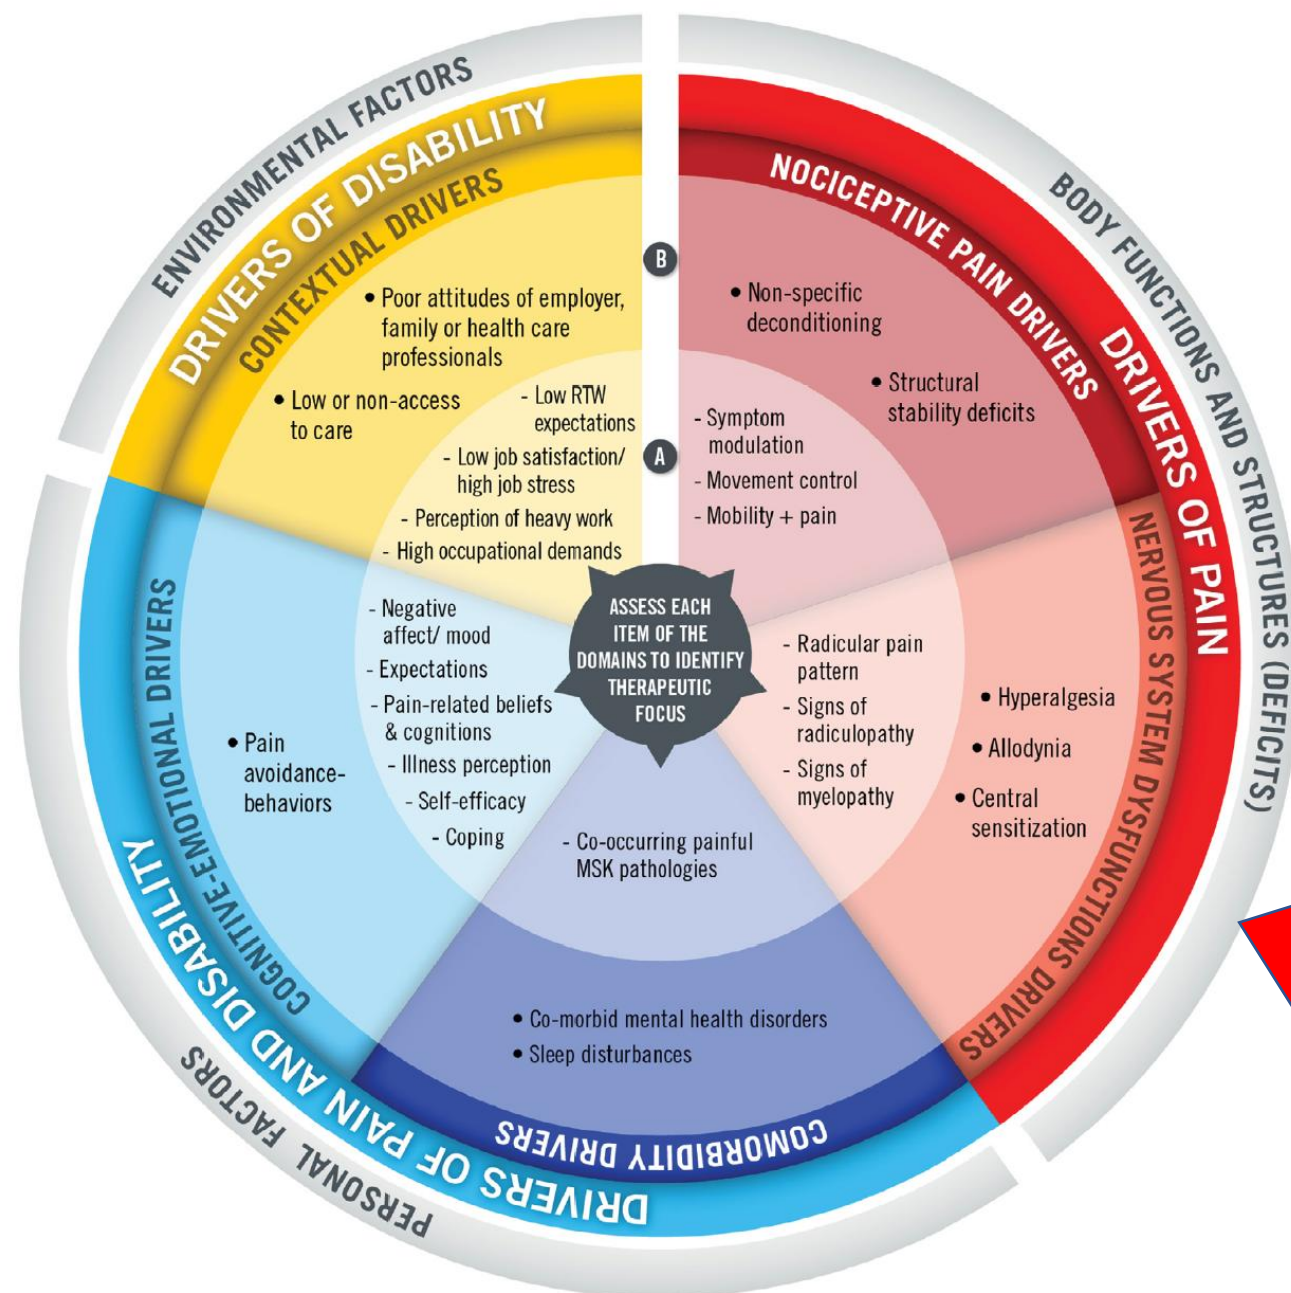 ENVIRONMENTAL FACTORS
DRIVERS OF DISABILITY
CONTEXTUAL DRIVERS
• Poor attitudes of employer,
family or health care
professionals
• Low or non-access
to care
- Low RTW
expectations
- Low job satisfaction/
high job stress
- Perception of heavy work
- High occupational demands
B
A
BODY FUNCTIONS AND STRUCTURES (DEFICITS)
DRIVERS OF PAIN
NOCICEPTIVE PAIN DRIVERS
• Non-specific
deconditioning
• Structural
stability deficits
- Symptom
modulation
- Movement control
- Mobility + pain
NERVOUS SYSTEM DYSFUNCTIONS DRIVERS
- Radicular pain
pattern
- Signs of
radiculopathy
- Signs of
myelopathy
• Hyperalgesia
• Allodynia
• Central
sensitization
ASSESS EACH
ITEM OF THE
DOMAINS TO IDENTIFY
THERAPEUTIC
FOCUS
PERSONAL FACTORS
DRIVERS OF PAIN AND DISABILITY
COGNITIVE-EMOTIONAL DRIVERS
- Negative
affect/ mood
- Expectations
- Pain-related beliefs
& cognitions
- Illness perception
- Self-efficacy
- Coping
• Pain
avoidance-
behaviors
- Co-occurring painful
MSK pathologies
• Co-morbid mental health disorders
• Sleep disturbances
COMORBIDITY DRIVERS